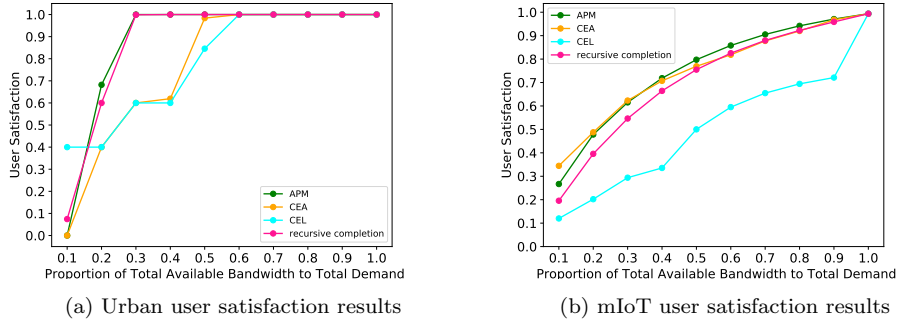 1.0
0.9
0.8
0.7
0.6
0.5
0.4
0.3
0.2
0.1
0.0
User Satisfaction
APM
CEA
CEL
recursive completion
0.1 0.2 0.3 0.4 0.5 0.6 0.7 0.8 0.9 1.0
Proportion of Total Available Bandwidth to Total Demand
(a) Urban user satisfaction results
1.0
0.9
0.8
0.7
0.6
0.5
0.4
0.3
0.2
0.1
0.0
User Satisfaction
APM
CEA
CEL
recursive completion
0.1 0.2 0.3 0.4 0.5 0.6 0.7 0.8 0.9 1.0
Proportion of Total Available Bandwidth to Total Demand
(b) mIoT user satisfaction results